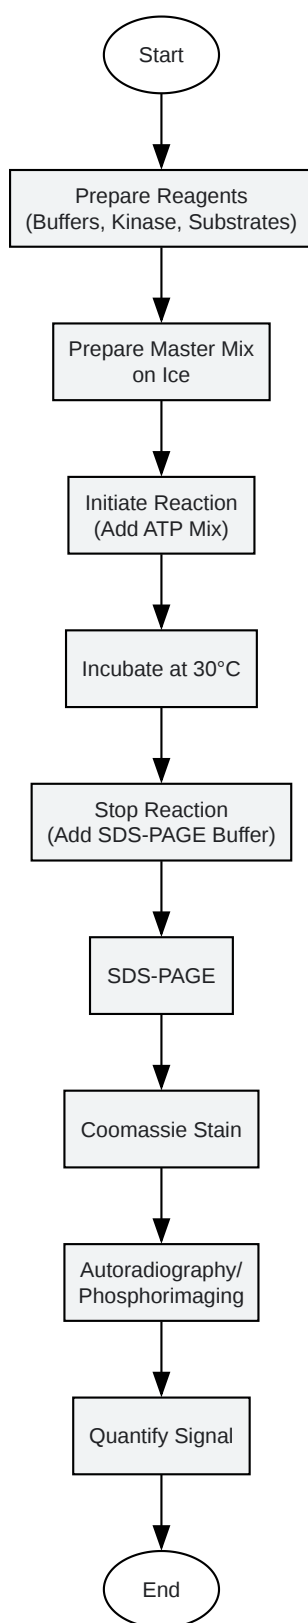 Start
Prepare Reagents
(Buffers, Kinase, Substrates)
Prepare Master Mix
on Ice
Initiate Reaction
(Add ATP Mix)
Incubate at 30°C
Stop Reaction
(Add SDS-PAGE Buffer)
SDS-PAGE
Coomassie Stain
Autoradiography/
Phosphorimaging
Quantify Signal
End